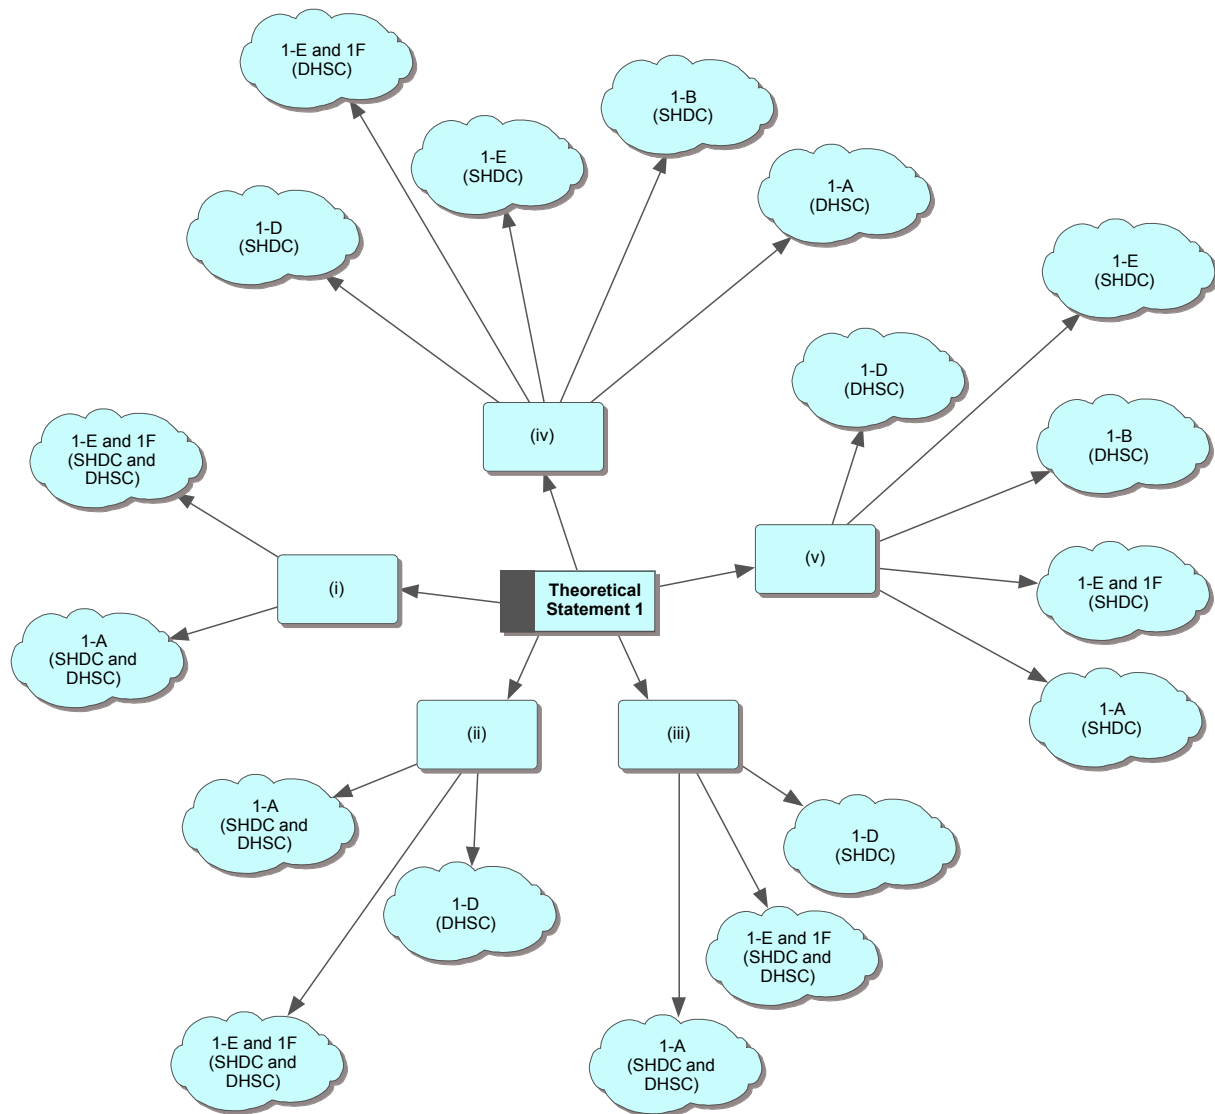 1-E and 1F
(DHSC)
1-B
(SHDC)
1-E
(SHDC)
1-A
(DHSC)
1-D
(SHDC)
1-E
(SHDC)
1-D
(DHSC)
(iv)
1-E and 1F
(SHDC and
DHSC)
1-B
(DHSC)
(v)
(i)
Theoretical
Statement 1
1-E and 1F
(SHDC)
1-A
(SHDC and
DHSC)
1-A
(SHDC)
(ii)
(iii)
1-A
(SHDC and
DHSC)
1-D
(SHDC)
1-D
(DHSC)
1-E and 1F
(SHDC and
DHSC)
1-E and 1F
(SHDC and
DHSC)
1-A
(SHDC and
DHSC)